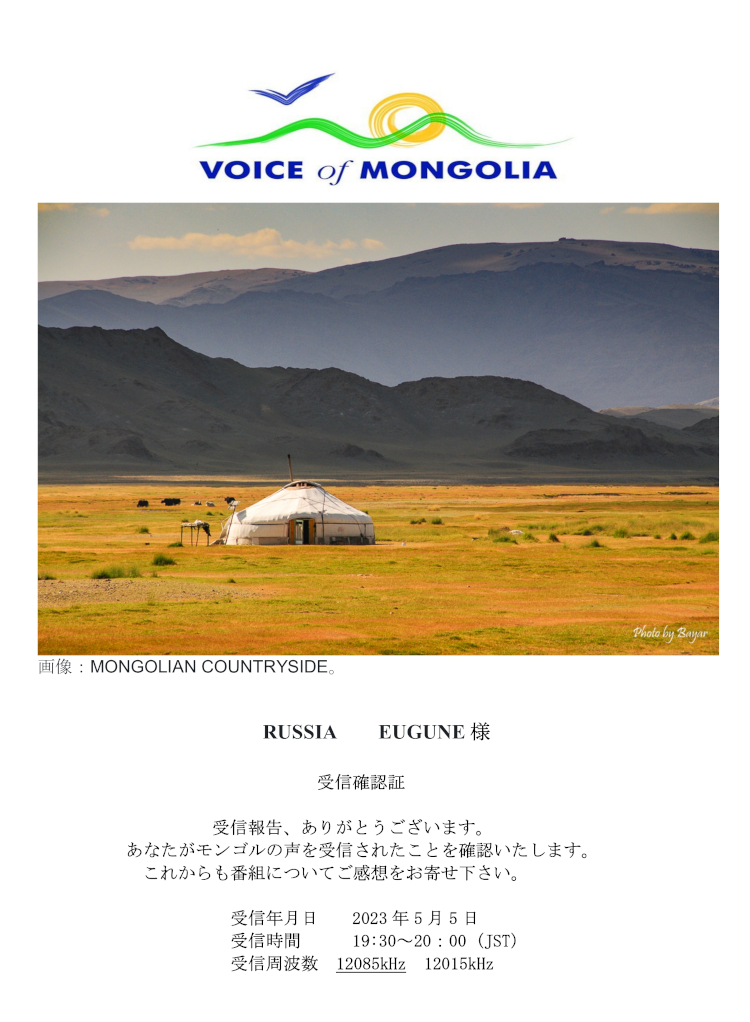 VOICE of MONGOLIA
Photo by Bayar
画像：MONGOLIAN COUNTRYSIDE。
RUSSIA　　EUGUNE 様
受信確認証
受信報告、ありがとうございます。
あなたがモンゴルの声を受信されたことを確認いたします。
これからも番組についてご感想をお寄せ下さい。
受信年月日　　2023 年 5 月 5 日
受信時間　　　19:30～20：00（JST）
受信周波数　12085kHz　12015kHz